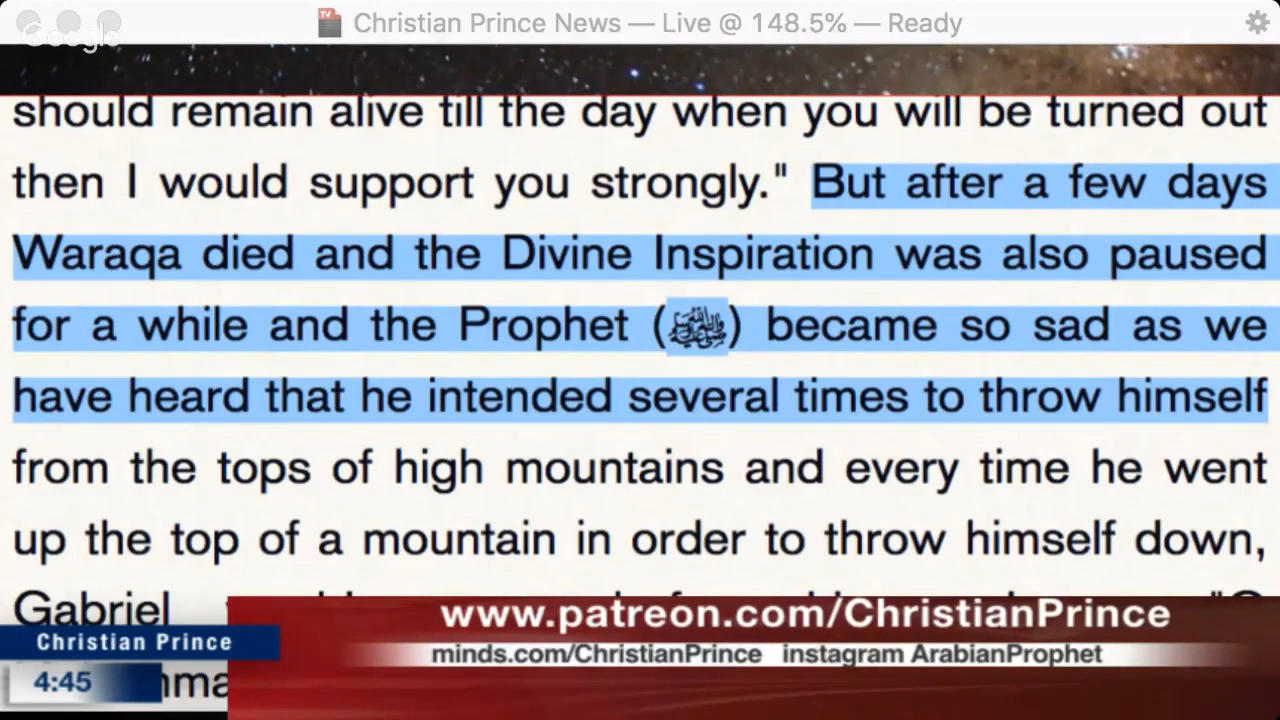 TV Christian Prince News — Live @ 148.5% — Ready
Google
should remain alive till the day when you will be turned out
then I would support you strongly." But after a few days
Waraqa died and the Divine Inspiration was also paused
for a while and the Prophet (ﷺ) became so sad as we
have heard that he intended several times to throw himself
from the tops of high mountains and every time he went
up the top of a mountain in order to throw himself down,
Gabriel
www.patreon.com/ChristianPrince
Christian Prince
minds.com/ChristianPrince instagram ArabianProphet
4:45